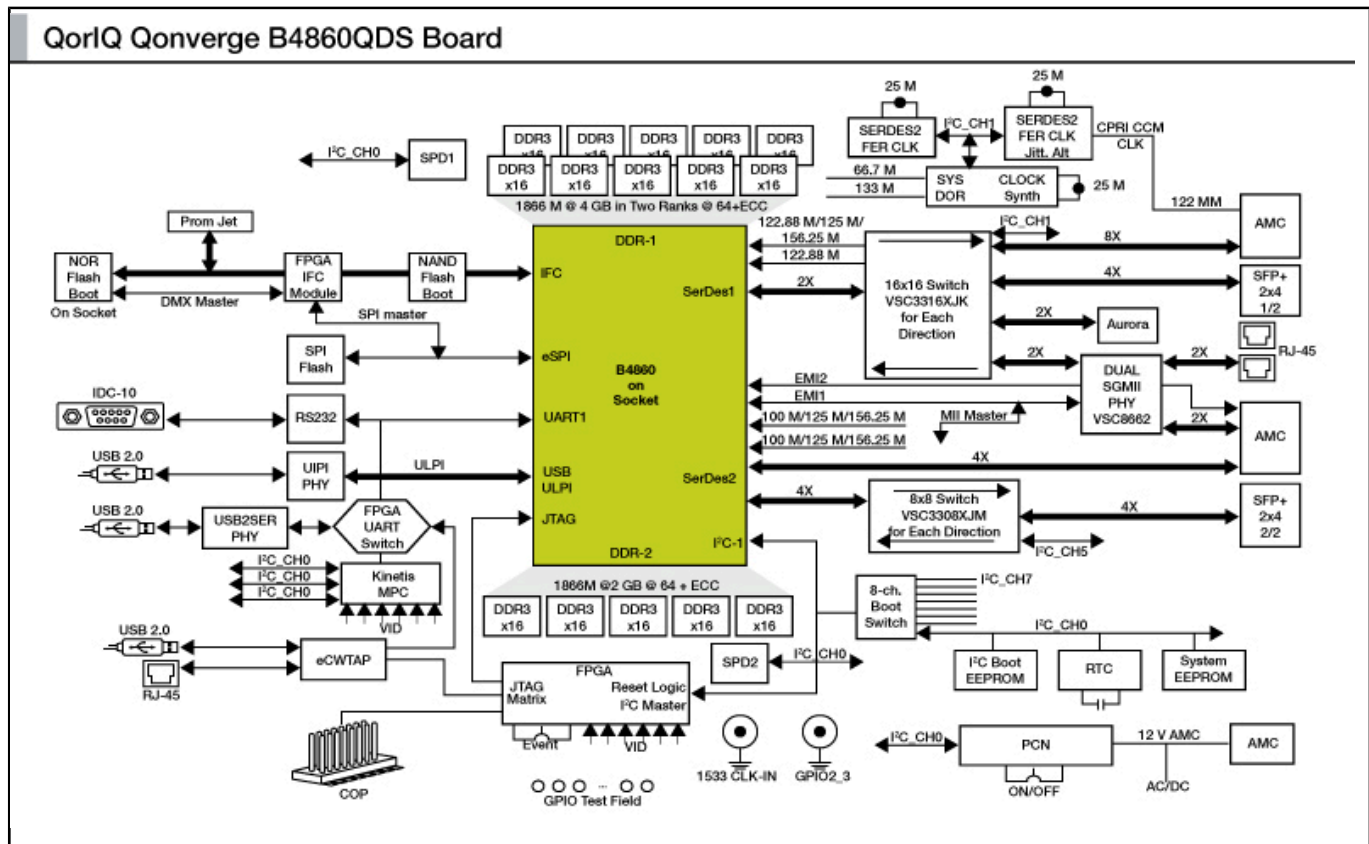 QorIQ Qonverge B4860QDS Board
25 M
25 M
SERDES2
FER CLK
I²C_CH1
SERDES2
FER CLK
Jitt. Alt
CPRI CCM
CLK
66.7 M
133 M
SYS
DOR
CLOCK
Synth
25 M
122 MM
AMC
I²C_CH0
SPD1
DDR3
x16
DDR3
x16
DDR3
x16
DDR3
x16
DDR3
x16
DDR3
x16
DDR3
x16
DDR3
x16
DDR3
x16
DDR3
x16
1866 M @ 4 GB in Two Ranks @ 64+ECC
Prom Jet
NOR
Flash
Boot
On Socket
DMX Master
FPGA
IFC
Module
NAND
Flash
Boot
SPI master
SPI
Flash
IDC-10
RS232
USB 2.0
UIPI
PHY
ULPI
USB 2.0
USB2SER
PHY
FPGA
UART
Switch
I²C_CH0
I²C_CH0
I²C_CH0
Kinetis
MPC
VID
USB 2.0
RJ-45
eCWTAP
COP
DDR-1
IFC
SerDes1
eSPI
B4860
on
Socket
UART1
USB
ULPI
SerDes2
JTAG
I²C-1
DDR-2
122.88 M/125 M/
156.25 M
122.88 M
2X
I²C_CH1
16x16 Switch
VSC3316XJK
for Each
Direction
8X
4X
SFP+
2x4
1/2
2X
Aurora
2X
2X
RJ-45
EMI2
EMI1
DUAL
SGMII
PHY
VSC8662
MII Master
100 M/125 M/156.25 M
100 M/125 M/156.25 M
2X
AMC
4X
4X
8x8 Switch
VSC3308XJM
for Each Direction
4X
SFP+
2x4
2/2
I²C_CH5
1866M @2 GB @ 64 + ECC
DDR3
x16
DDR3
x16
DDR3
x16
DDR3
x16
DDR3
x16
8-ch.
Boot
Switch
I²C_CH7
I²C_CH0
I²C Boot
EEPROM
RTC
System
EEPROM
SPD2
I²C_CH0
FPGA
JTAG
Matrix
Reset Logic
I²C Master
Event
VID
GPIO Test Field
...
1533 CLK-IN
GPIO2_3
I²C_CH0
PCN
ON/OFF
12 V AMC
AC/DC
AMC